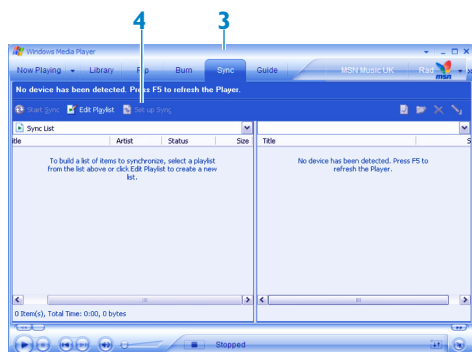 4 3
Windows Media Player
Now Playing Library Rip Burn Sync Guide MSN Music UK Rad msn
No device has been detected. Press F5 to refresh the Player.
Start Sync Edit Playlist Set up Sync
Sync List
itle Artist Status Size Title S
To build a list of items to synchronize, select a playlist
from the list above or click Edit Playlist to create a new
list.
No device has been detected. Press F5 to
refresh the Player.
0 Item(s), Total Time: 0:00, 0 bytes
Stopped